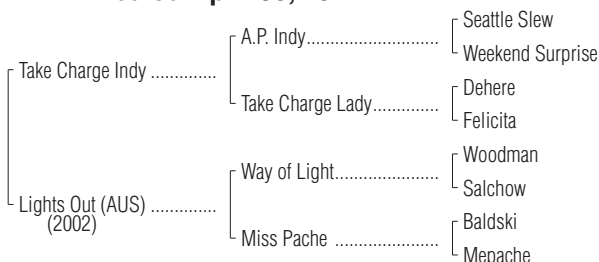 Seattle Slew
A.P. Indy..............................
Weekend Surprise
Take Charge Indy ...............
Dehere
Take Charge Lady...............
Felicita
Woodman
Way of Light........................
Salchow
Lights Out (AUS) ...............
(2002)
Baldski
Miss Pache ........................
Mepache